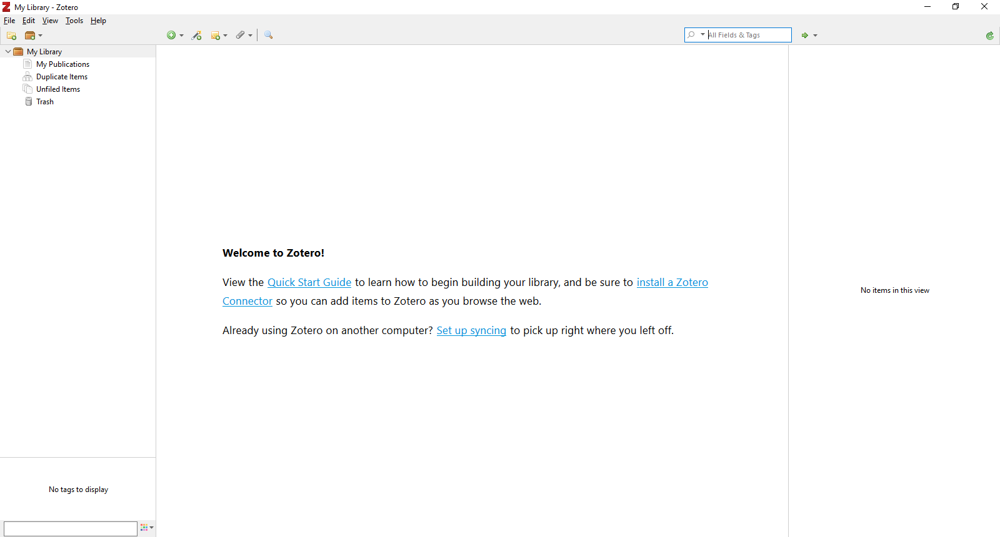 My Library - Zotero
File Edit View Tools Help
All Fields & Tags
My Library
My Publications
Duplicate Items
Unfiled Items
Trash
Welcome to Zotero!
View the Quick Start Guide to learn how to begin building your library, and be sure to install a Zotero
Connector so you can add items to Zotero as you browse the web.
Already using Zotero on another computer? Set up syncing to pick up right where you left off.
No items in this view
No tags to display